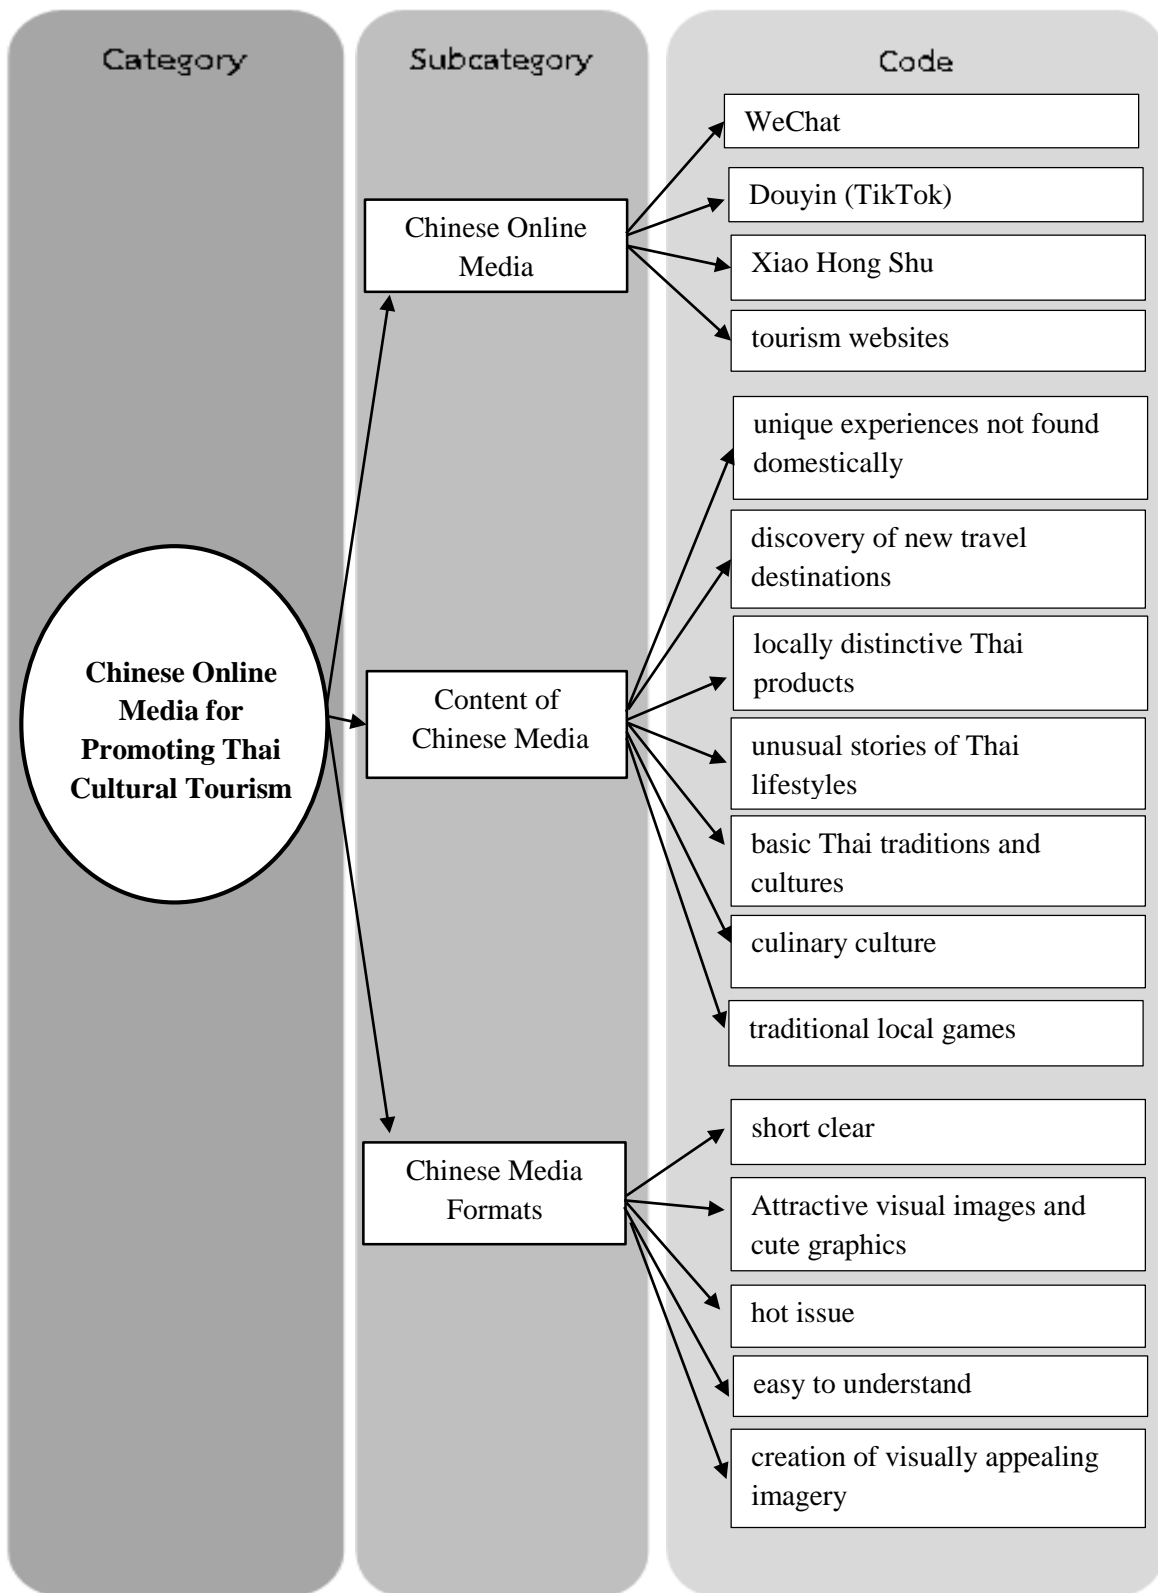 Category
Subcategory
Code
Chinese Online
Media for
Promoting Thai
Cultural Tourism
Chinese Online
Media
WeChat
Douyin (TikTok)
Xiao Hong Shu
tourism websites
Content of
Chinese Media
unique experiences not found
domestically
discovery of new travel
destinations
locally distinctive Thai
products
unusual stories of Thai
lifestyles
basic Thai traditions and
cultures
culinary culture
traditional local games
Chinese Media
Formats
short clear
Attractive visual images and
cute graphics
hot issue
easy to understand
creation of visually appealing
imagery